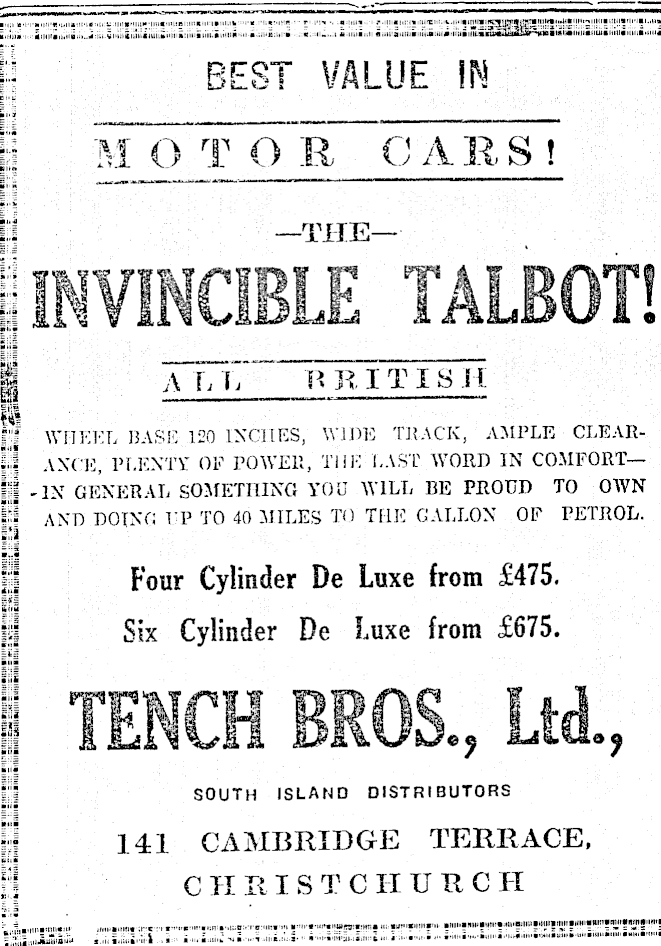 BEST VALUE IN
MOTOR CARS!
—THE—
INVINCIBLE TALBOT!
ALL BRITISH
WHEEL BASE 120 INCHES, WIDE TRACK, AMPLE CLEAR-
ANCE, PLENTY OF POWER, THE LAST WORD IN COMFORT—
IN GENERAL SOMETHING YOU WILL BE PROUD TO OWN
AND DOING UP TO 40 MILES TO THE GALLON OF PETROL.
Four Cylinder De Luxe from £475.
Six Cylinder De Luxe from £675.
TENCH BROS., Ltd.,
SOUTH ISLAND DISTRIBUTORS
141 CAMBRIDGE TERRACE,
CHRISTCHURCH